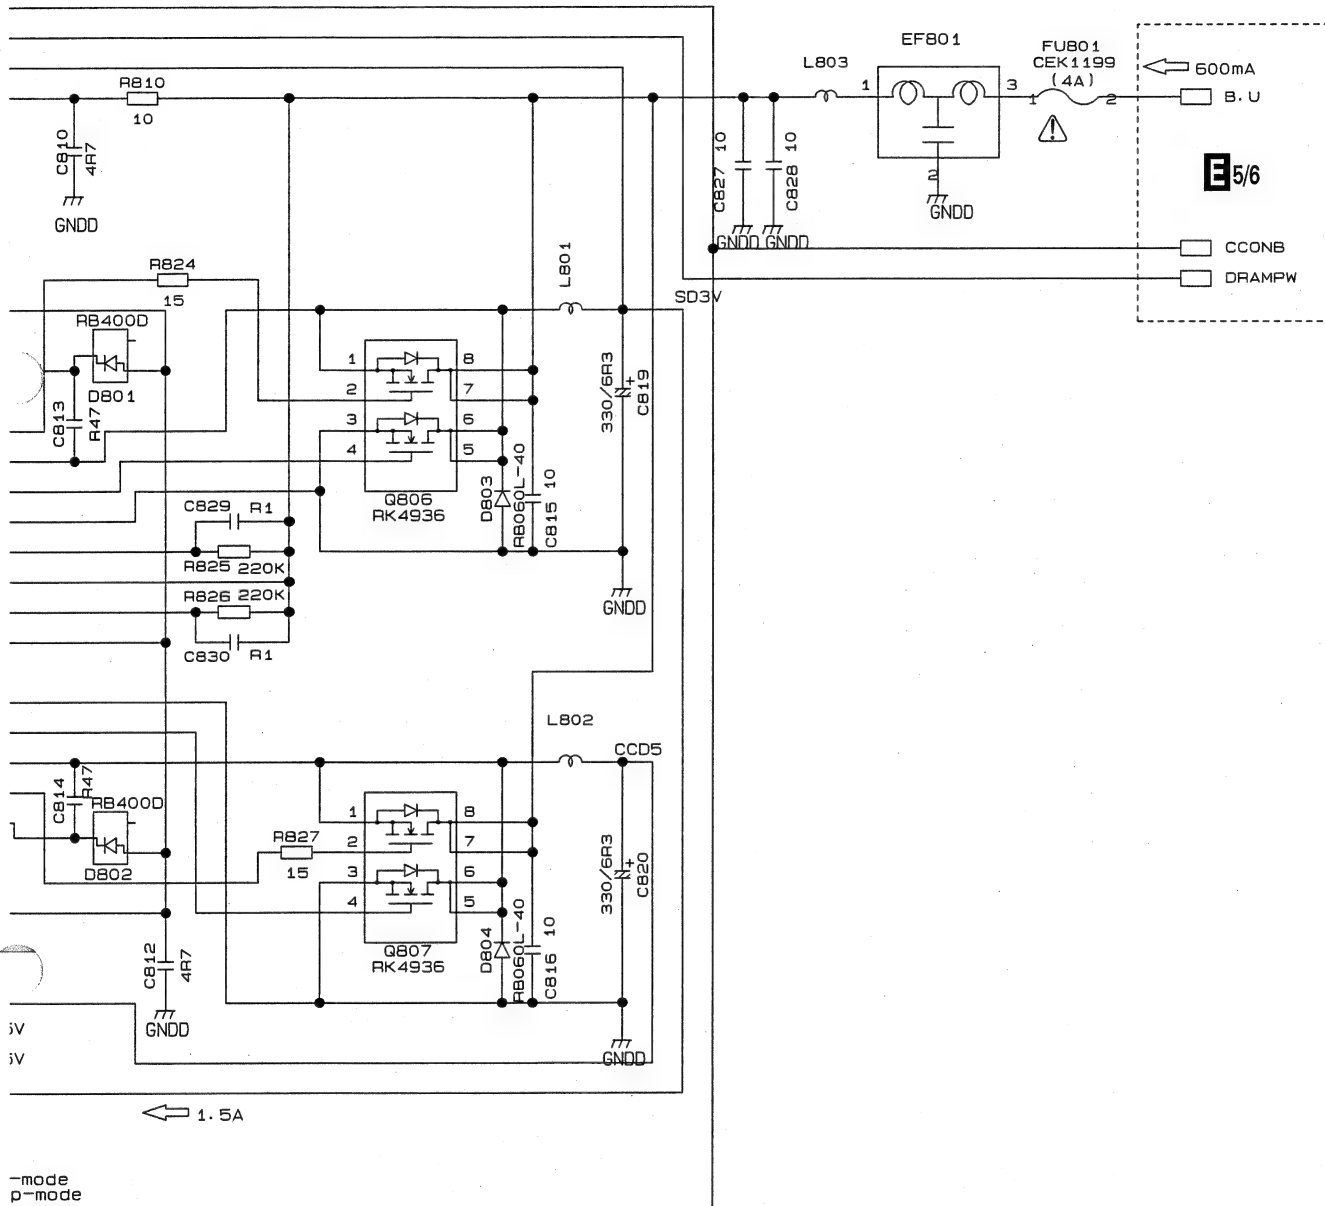 EF801
FU801
CEK1199
(4A)
L803
1
3
1
2
600mA
B.U
R810
10
C810
4R7
GNDD
C827
10
C828
10
2
GNDD
GNDD
GNDD
E 5/6
CCONB
DRAMPW
R824
15
L801
SD3V
RB400D
D801
C813
R47
1
2
3
4
8
7
6
5
Q806
RK4936
D803
RB060L-40
C815
10
330/6R3
+
C819
GNDD
C829
R1
R825
220K
R826
220K
C830
R1
L802
CCD5
C814
R47
RB400D
D802
R827
15
1
2
3
4
8
7
6
5
Q807
RK4936
D804
RB060L-40
C816
10
330/6R3
+
C820
GNDD
C812
4R7
GNDD
5V
5V
1.5A
-mode
p-mode